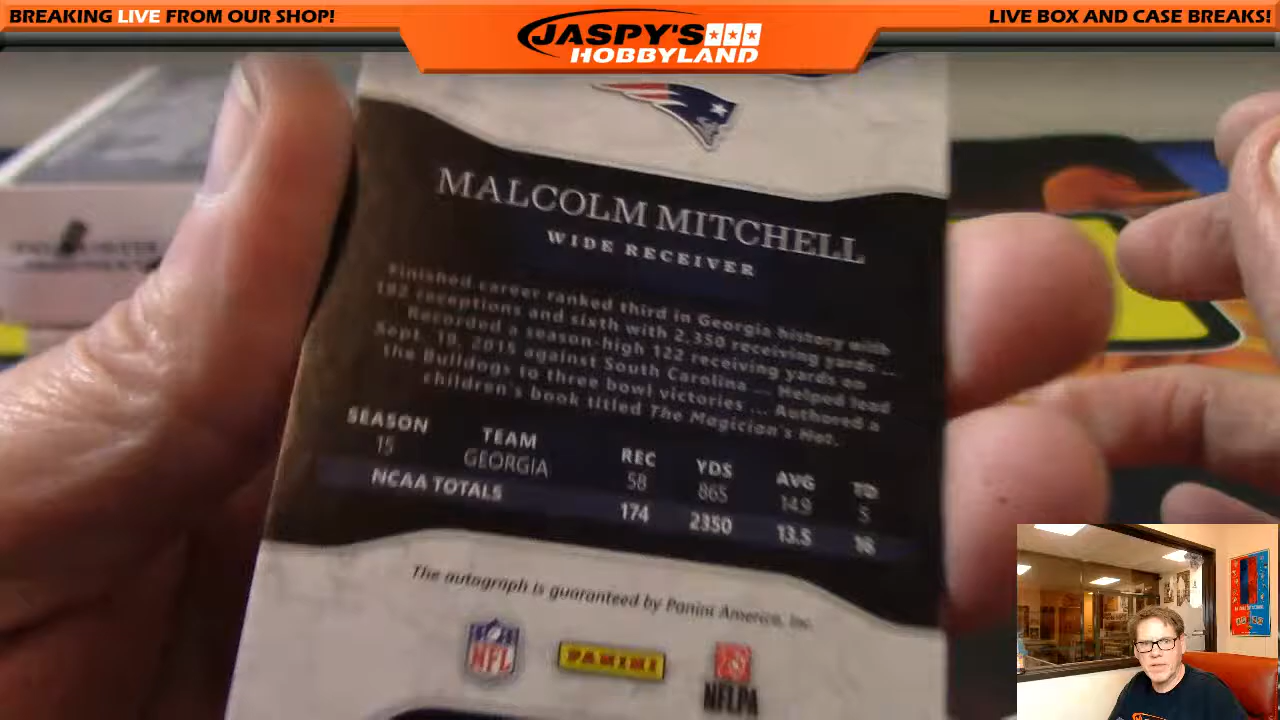 BREAKING LIVE FROM OUR SHOP!
JASPY'S
HOBBYLAND
LIVE BOX AND CASE BREAKS!
MALCOLM MITCHELL
WIDE RECEIVER
Finished career ranked third in Georgia history with
182 receptions and sixth with 2,350 receiving yards ...
Recorded a season-high 122 receiving yards on
Sept. 19, 2015 against South Carolina ... Helped lead
the Bulldogs to three bowl victories ... Authored a
children's book titled The Magician's Hat.
SEASON TEAM REC YDS AVG TD
15 GEORGIA 58 865 14.9 5
NCAA TOTALS 174 2350 13.5 16
The autograph is guaranteed by Panini America, Inc.
NFL PANINI NFLPA